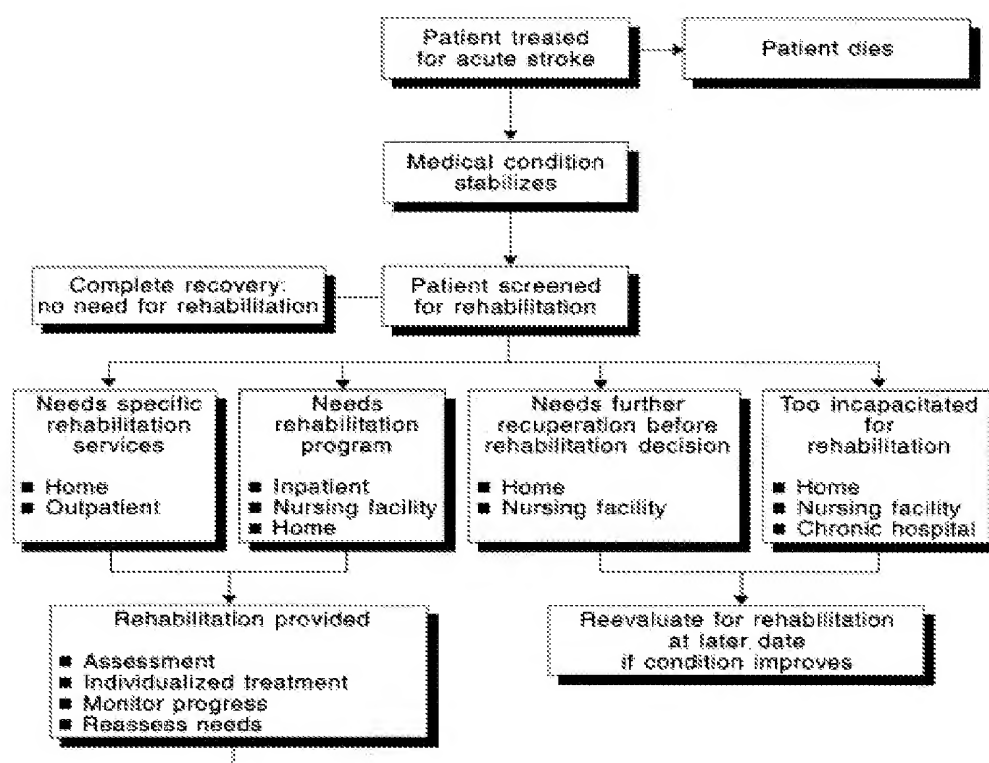 Patient treated
for acute stroke
Patient dies
Medical condition
stabilizes
Complete recovery:
no need for rehabilitation
Patient screened
for rehabilitation
Needs specific
rehabilitation
services
■ Home
■ Outpatient
Needs
rehabilitation
program
■ Inpatient
■ Nursing facility
■ Home
Needs further
recuperation before
rehabilitation decision
■ Home
■ Nursing facility
Too incapacitated
for
rehabilitation
■ Home
■ Nursing facility
■ Chronic hospital
Rehabilitation provided
■ Assessment
■ Individualized treatment
■ Monitor progress
■ Reassess needs
Reevaluate for rehabilitation
at later date
if condition improves